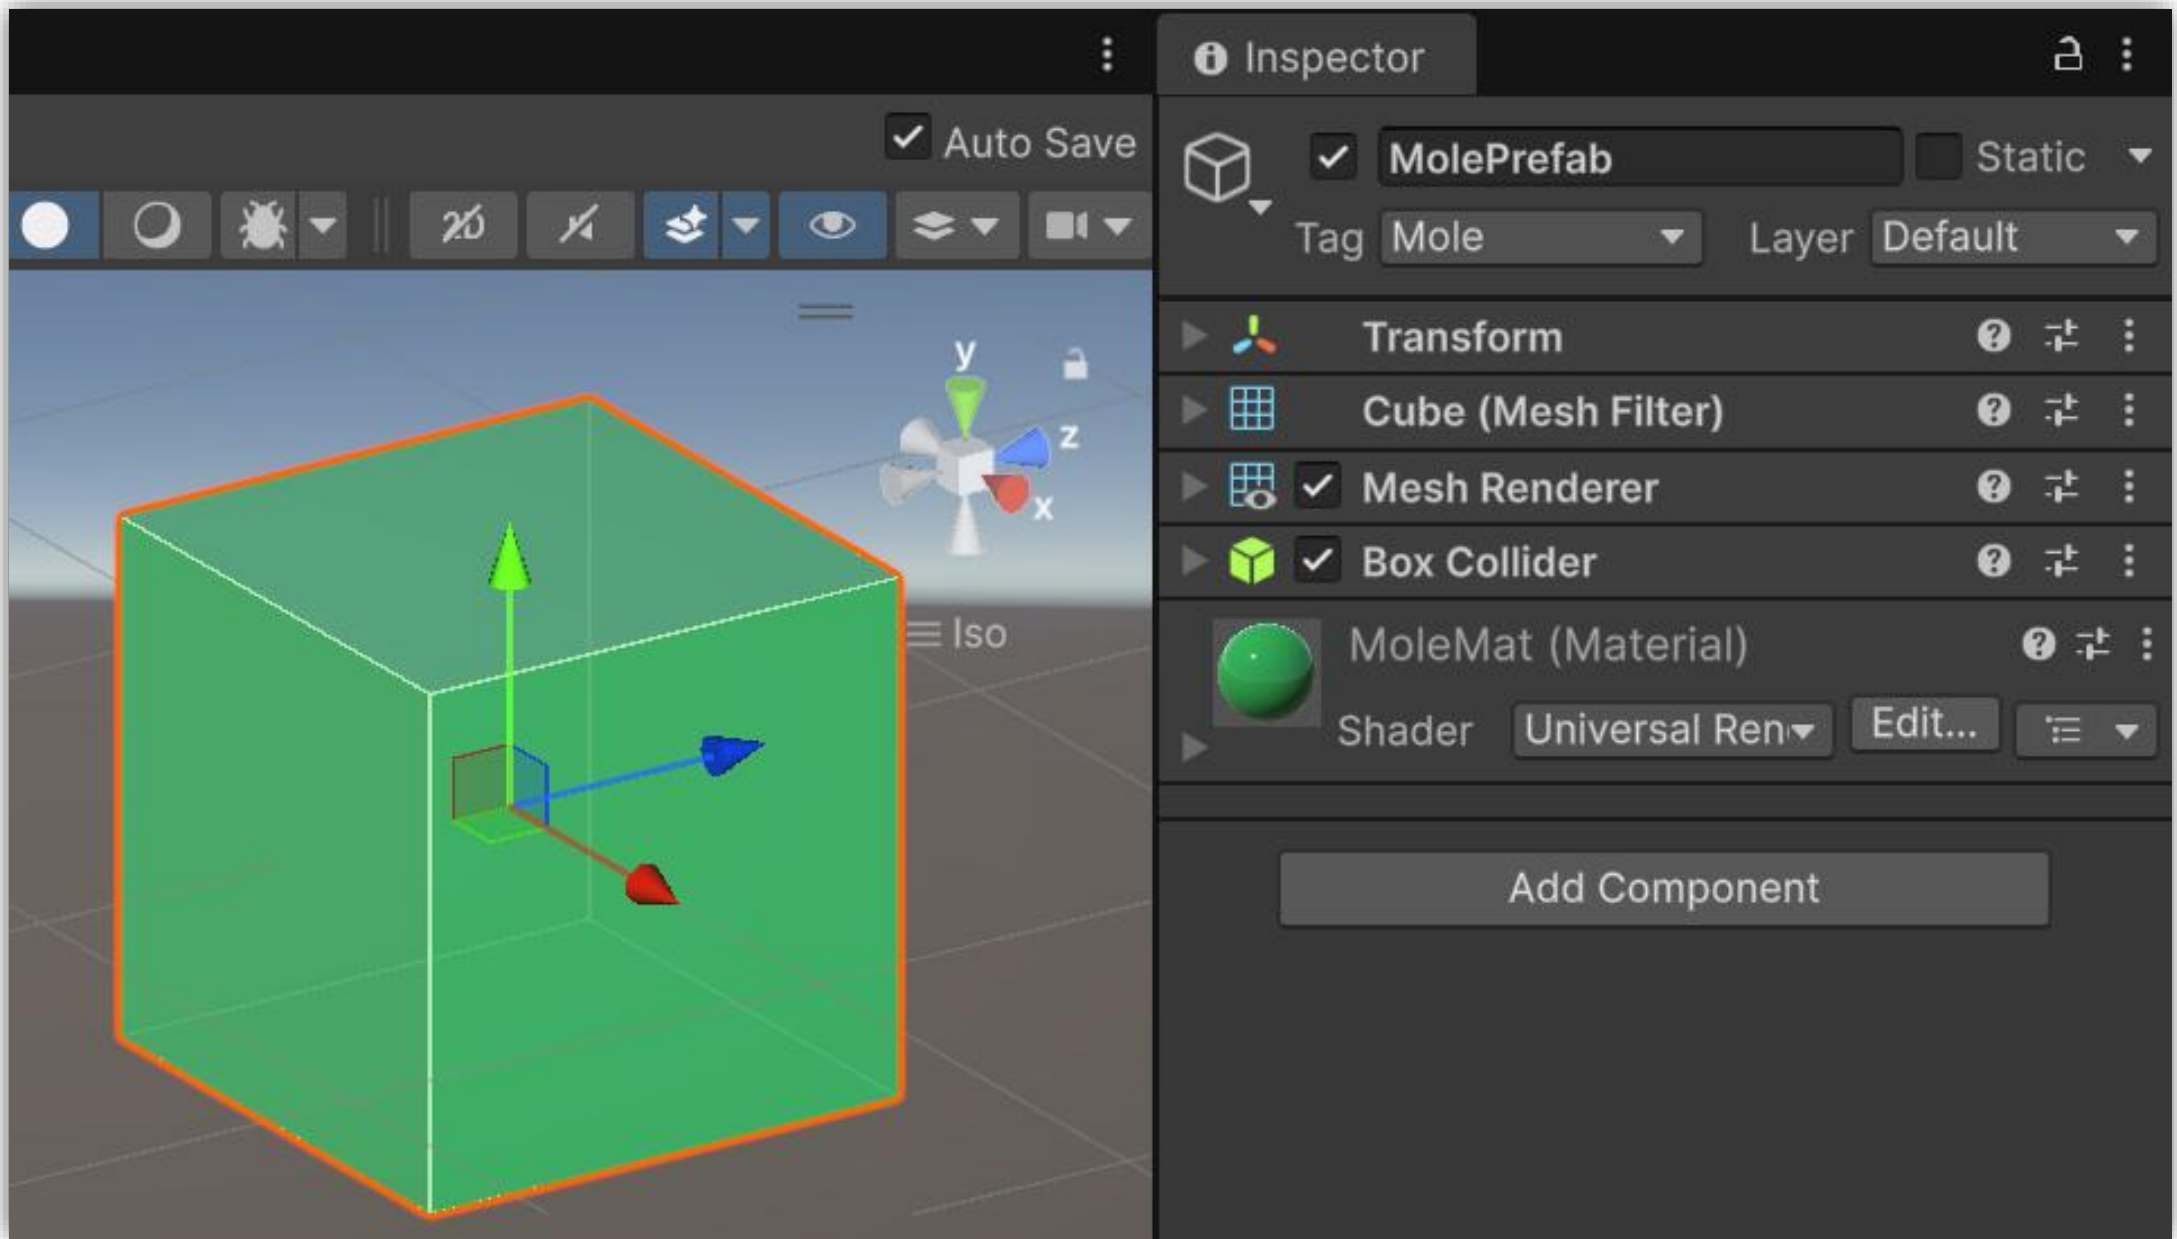 Inspector
Auto Save
MolePrefab
Static
Tag
Mole
Layer
Default
2D
y
z
x
Iso
Transform
Cube (Mesh Filter)
Mesh Renderer
Box Collider
MoleMat (Material)
Shader
Universal Ren
Edit...
Add Component